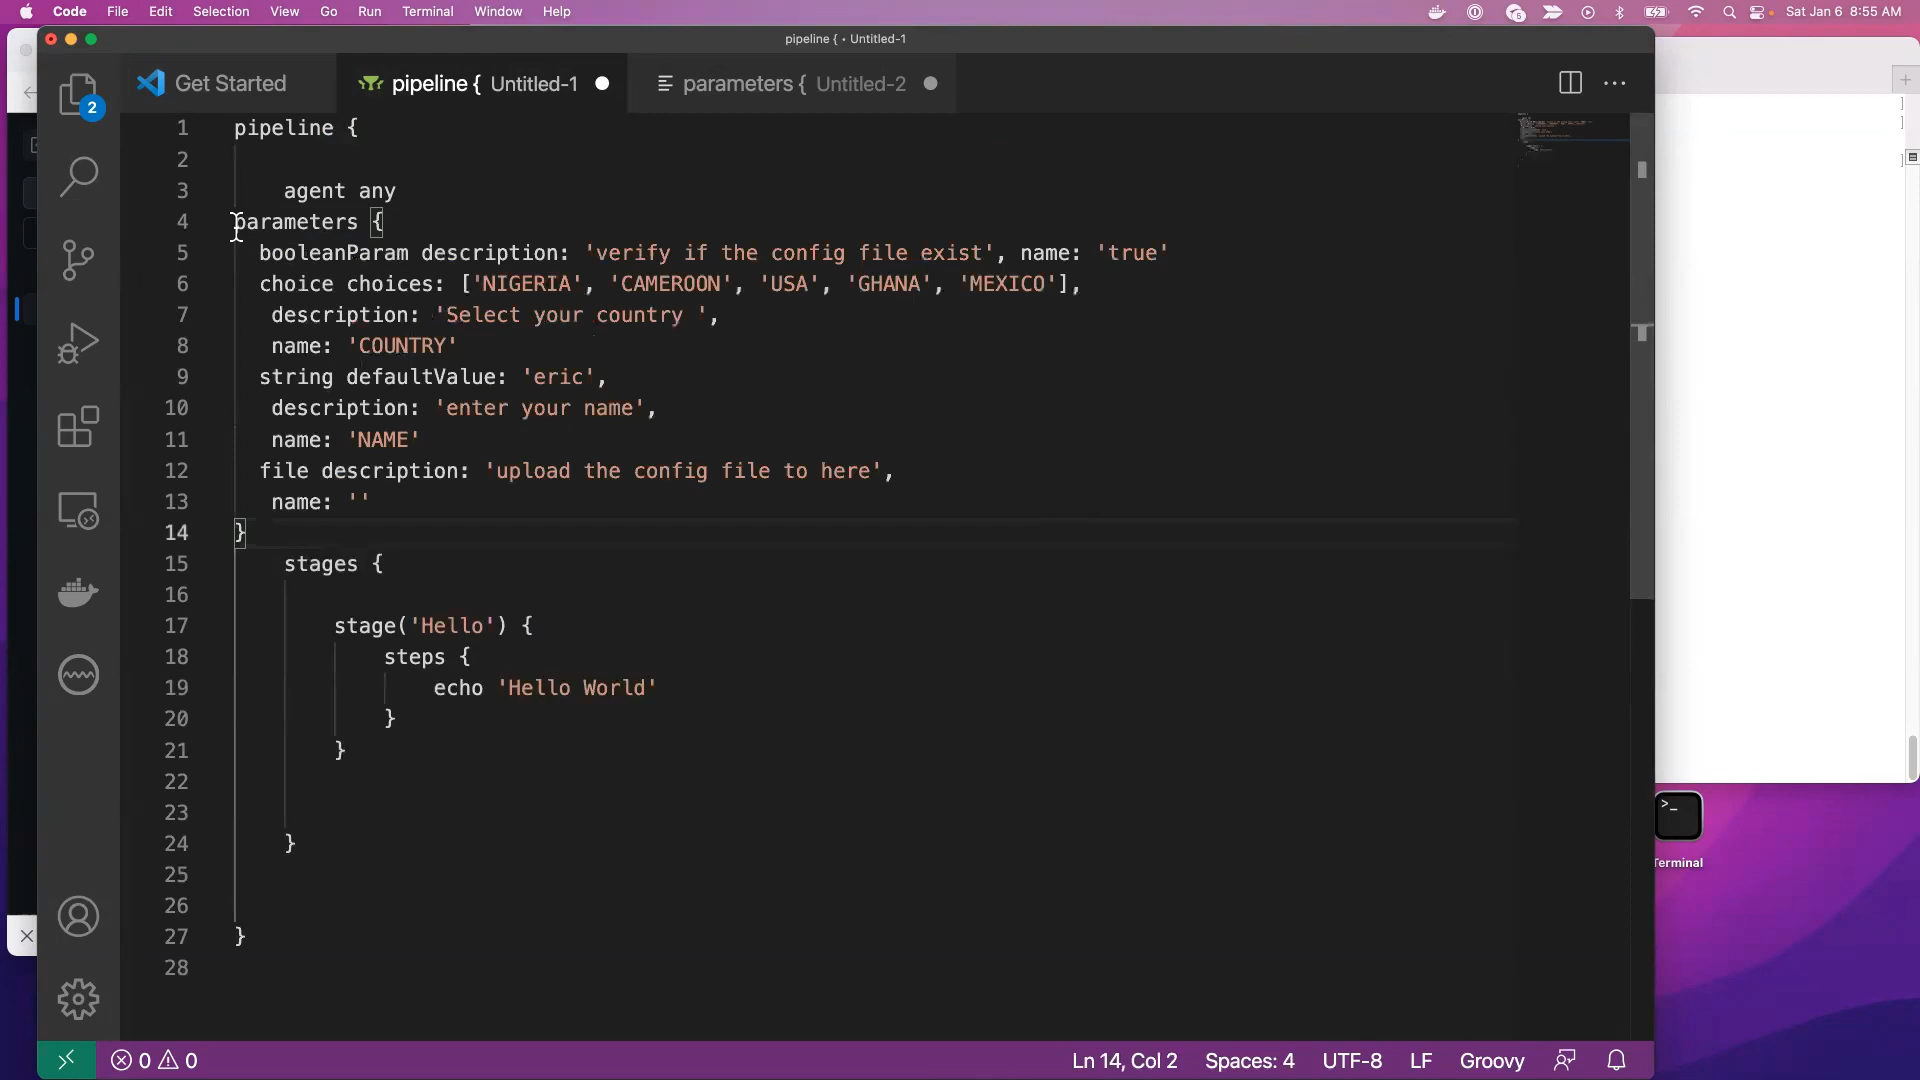 Code File Edit Selection View Go Run Terminal Window Help
5
Sat Jan 6 8:55 AM
pipeline { • Untitled-1
Get Started
pipeline { Untitled-1
parameters { Untitled-2
2
1 pipeline {
2
3 agent any
4 parameters {
5 booleanParam description: 'verify if the config file exist', name: 'true'
6 choice choices: ['NIGERIA', 'CAMEROON', 'USA', 'GHANA', 'MEXICO'],
7 description: 'Select your country ',
8 name: 'COUNTRY'
9 string defaultValue: 'eric',
10 description: 'enter your name',
11 name: 'NAME'
12 file description: 'upload the config file to here',
13 name: ''
14 }
15 stages {
16
17 stage('Hello') {
18 steps {
19 echo 'Hello World'
20 }
21 }
22
23
24 }
25
26
27 }
28
Terminal
0 0
Ln 14, Col 2 Spaces: 4 UTF-8 LF Groovy